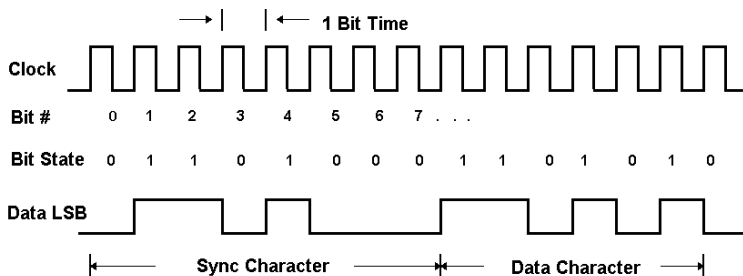 1 Bit Time
Clock
Bit # 0 1 2 3 4 5 6 7 . . .
Bit State 0 1 1 0 1 0 0 0 1 1 0 1 0 1 0
Data LSB
Sync Character Data Character